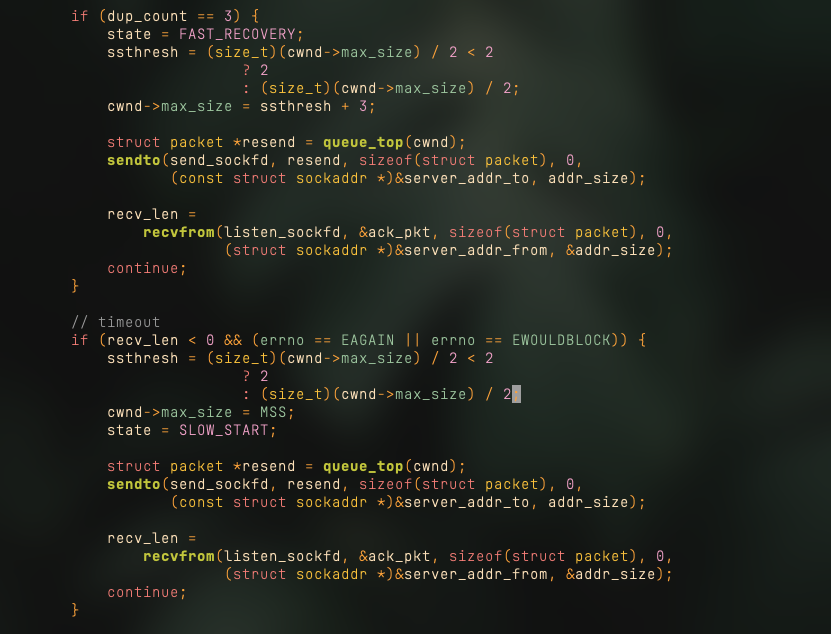 if (dup_count == 3) {
    state = FAST_RECOVERY;
    ssthresh = (size_t)(cwnd->max_size) / 2 < 2
                   ? 2
                   : (size_t)(cwnd->max_size) / 2;
    cwnd->max_size = ssthresh + 3;

    struct packet *resend = queue_top(cwnd);
    sendto(send_sockfd, resend, sizeof(struct packet), 0,
           (const struct sockaddr *)&server_addr_to, addr_size);

    recv_len =
        recvfrom(listen_sockfd, &ack_pkt, sizeof(struct packet), 0,
                 (struct sockaddr *)&server_addr_from, &addr_size);
    continue;
}

// timeout
if (recv_len < 0 && (errno == EAGAIN || errno == EWOULDBLOCK)) {
    ssthresh = (size_t)(cwnd->max_size) / 2 < 2
                   ? 2
                   : (size_t)(cwnd->max_size) / 2;
    cwnd->max_size = MSS;
    state = SLOW_START;

    struct packet *resend = queue_top(cwnd);
    sendto(send_sockfd, resend, sizeof(struct packet), 0,
           (const struct sockaddr *)&server_addr_to, addr_size);

    recv_len =
        recvfrom(listen_sockfd, &ack_pkt, sizeof(struct packet), 0,
                 (struct sockaddr *)&server_addr_from, &addr_size);
    continue;
}